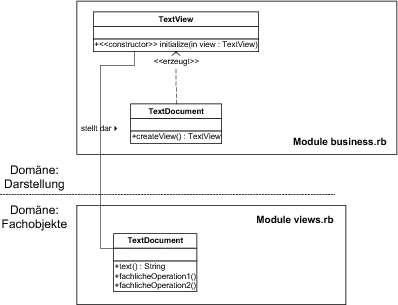 TextView
+<<constructor>> initialize(in view : TextView)
<<erzeugt>>
TextDocument
+createView() : TextView
stellt dar
Module business.rb
Domäne:
Darstellung
Domäne:
Fachobjekte
Module views.rb
TextDocument
+text() : String
+fachlicheOperation1()
+fachlicheOperation2()